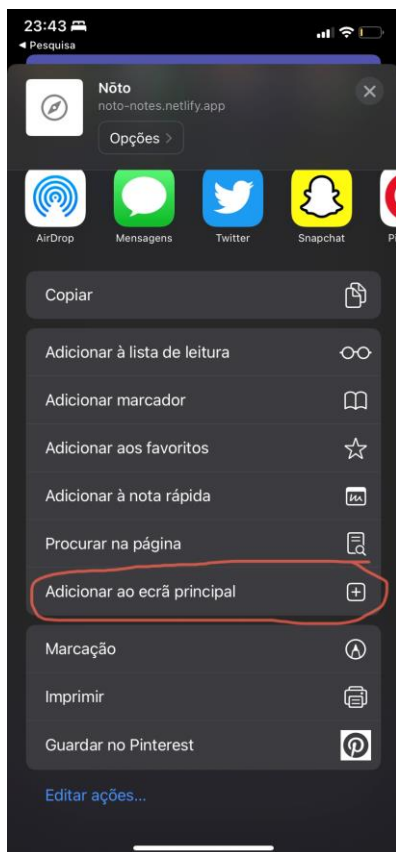 23:43
◀ Pesquisa
Nōto
noto-notes.netlify.app
Opções >
AirDrop
Mensagens
Twitter
Snapchat
Copiar
Adicionar à lista de leitura
Adicionar marcador
Adicionar aos favoritos
Adicionar à nota rápida
Procurar na página
Adicionar ao ecrã principal
Marcação
Imprimir
Guardar no Pinterest
Editar ações...